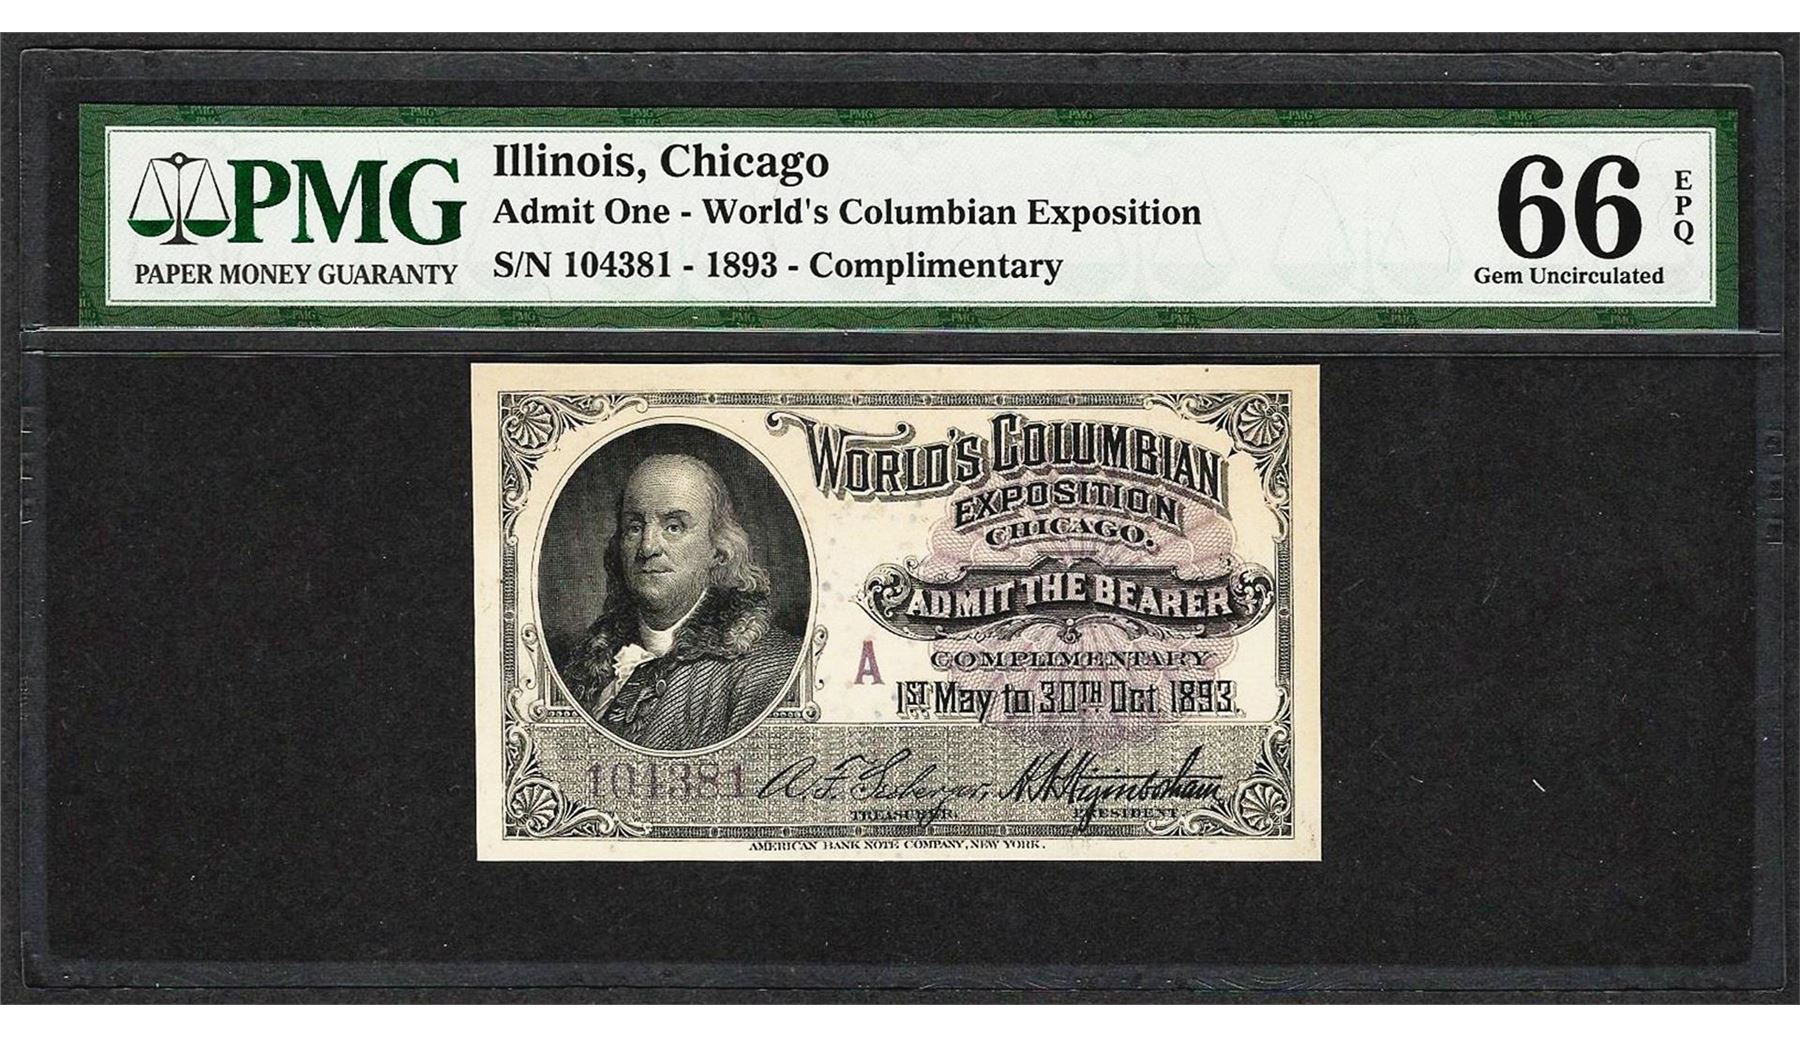 PMG
PAPER MONEY GUARANTY
Illinois, Chicago
Admit One - World's Columbian Exposition
S/N 104381 - 1893 - Complimentary
66
EPQ
Gem Uncirculated
WORLD'S COLUMBIAN
EXPOSITION
CHICAGO.
ADMIT THE BEARER
A
COMPLIMENTARY
1ST May to 30TH Oct 1893.
104381
TREASURER.
PRESIDENT
AMERICAN BANK NOTE COMPANY, NEW YORK.